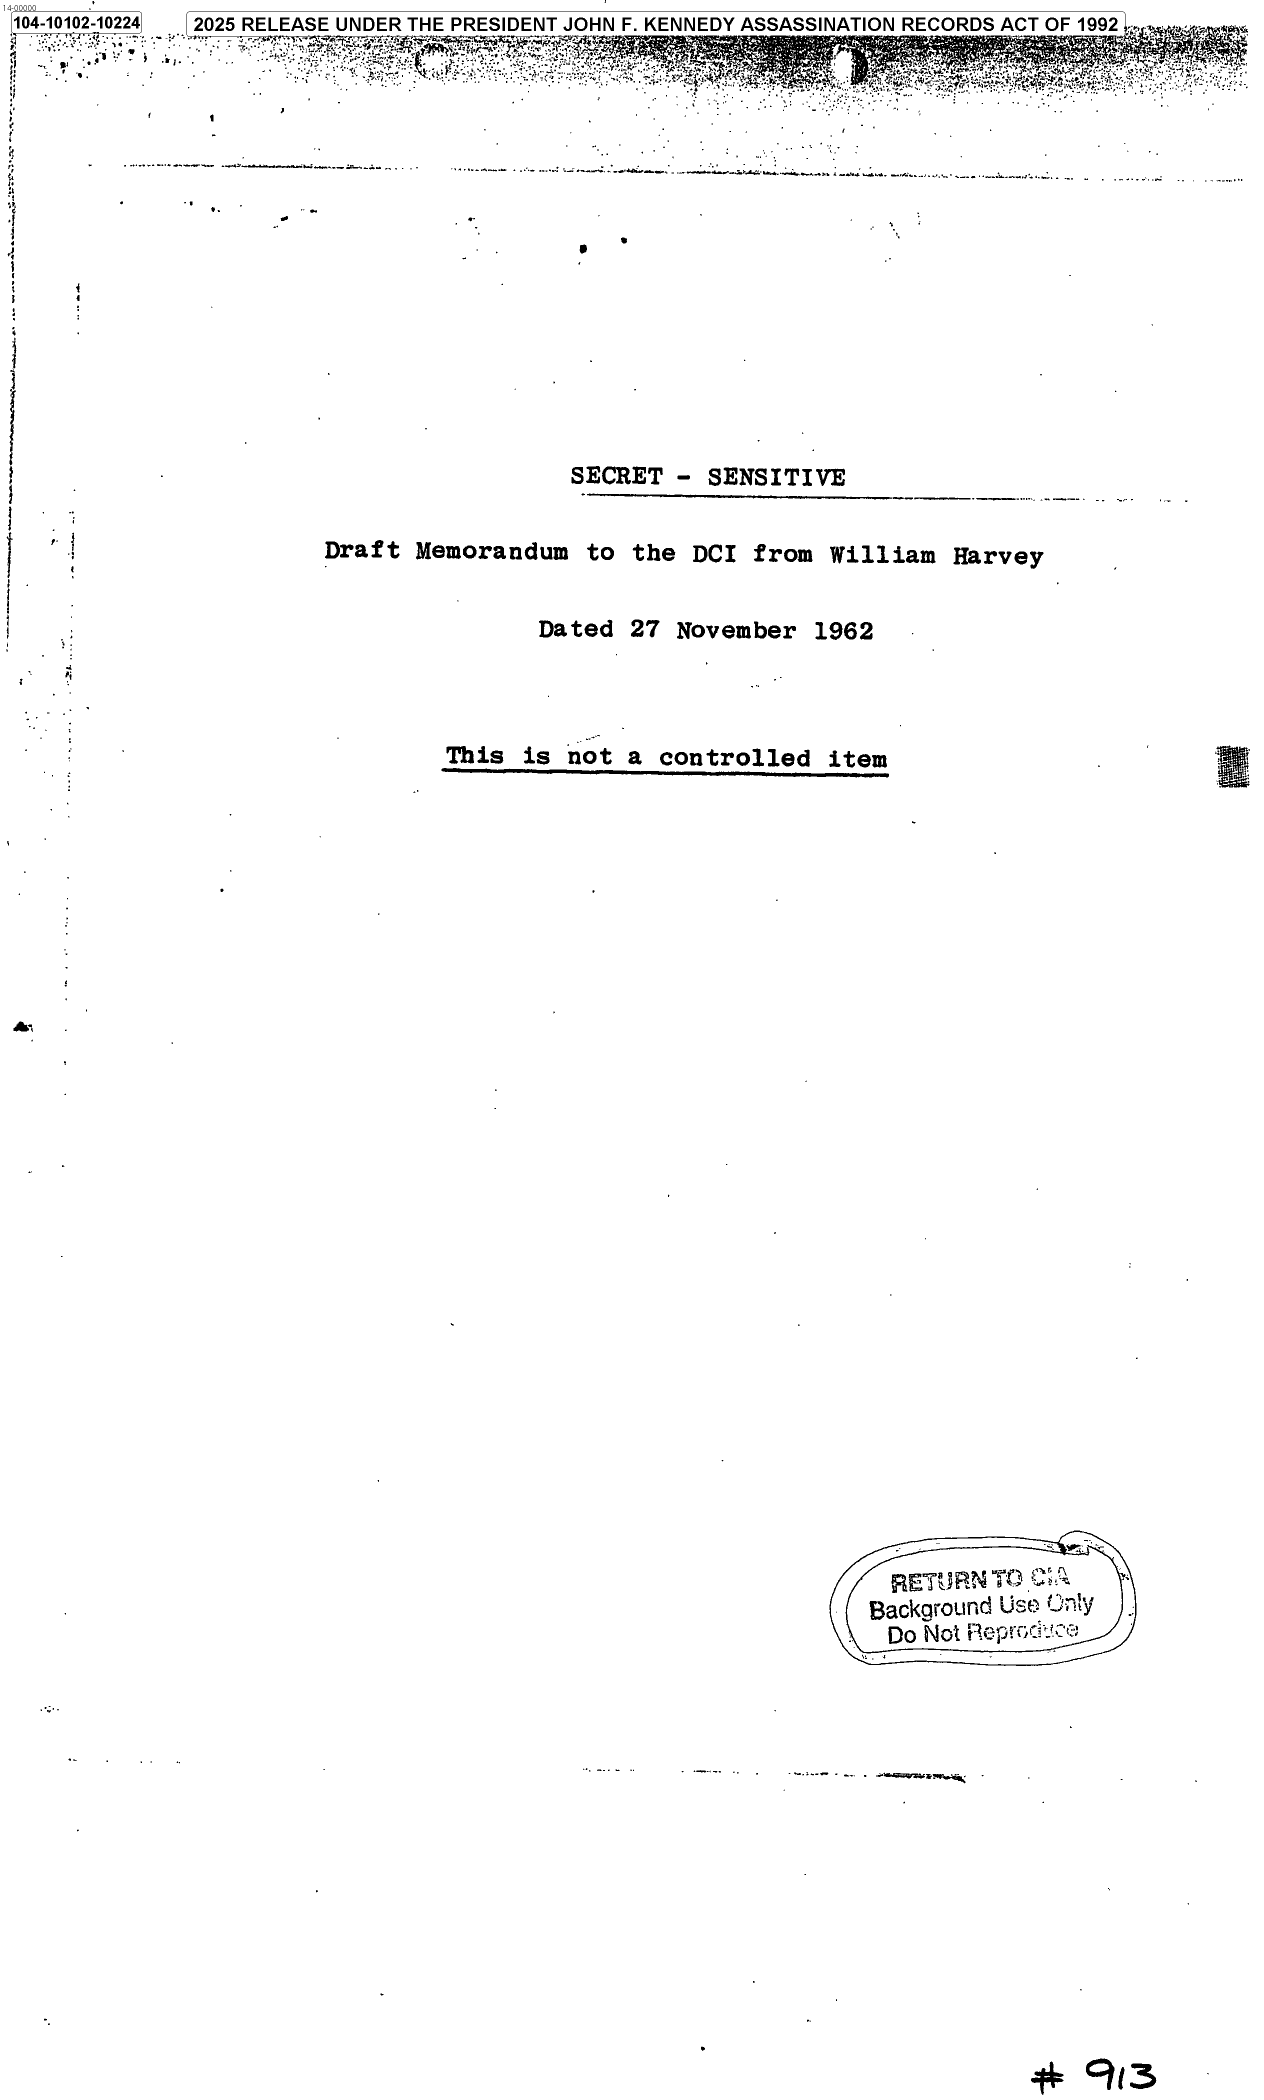 14-00000
104-10102-10224
2025 RELEASE UNDER THE PRESIDENT JOHN F. KENNEDY ASSASSINATION RECORDS ACT OF 1992
SECRET - SENSITIVE
Draft Memorandum to the DCI from William Harvey
Dated 27 November 1962
This is not a controlled item
RETURN TO CIA
Background Use Only
Do Not Reproduce
# 913